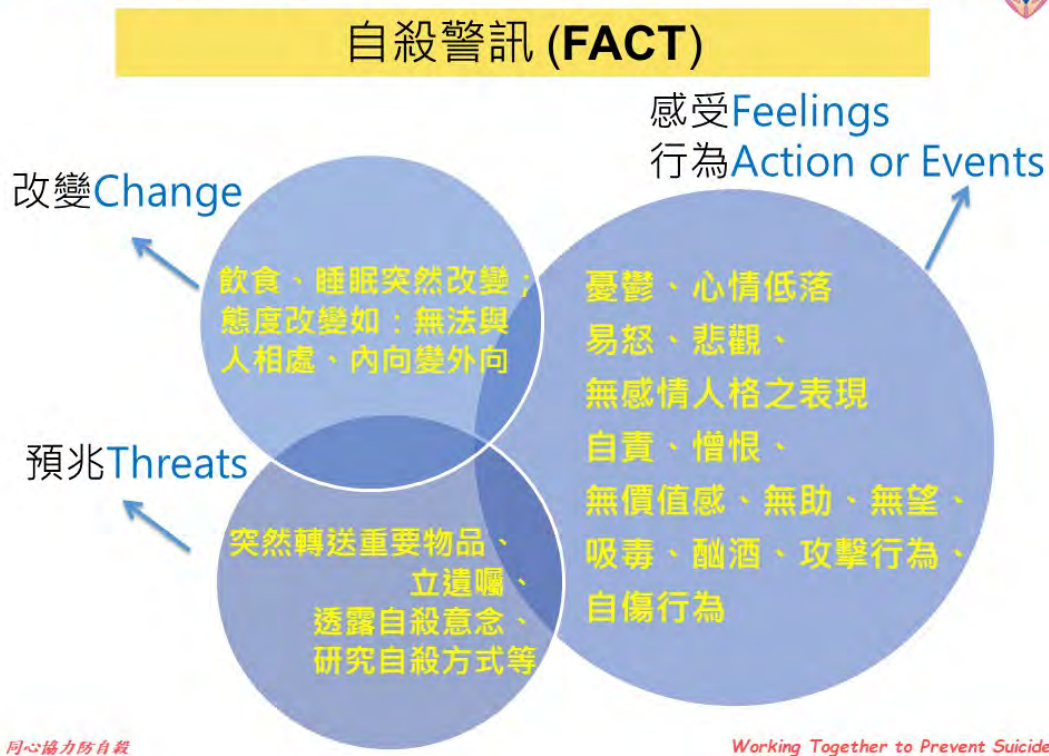 自殺警訊 (FACT)
感受Feelings
行為Action or Events
改變Change
飲食、睡眠突然改變；
態度改變如：無法與
人相處、內向變外向
憂鬱、心情低落
易怒、悲觀、
無感情人格之表現
自責、憎恨、
無價值感、無助、無望、
吸毒、酗酒、攻擊行為、
自傷行為
預兆Threats
突然轉送重要物品、
立遺囑、
透露自殺意念、
研究自殺方式等
同心協力防自殺
Working Together to Prevent Suicide